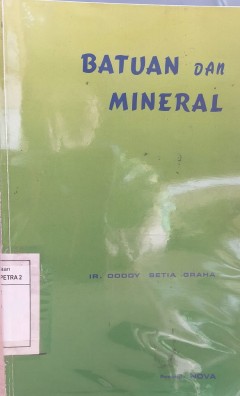 BATUAN DAN
MINERAL
IR. DODDY SETIA GRAHA
PETRA 2
NOVA